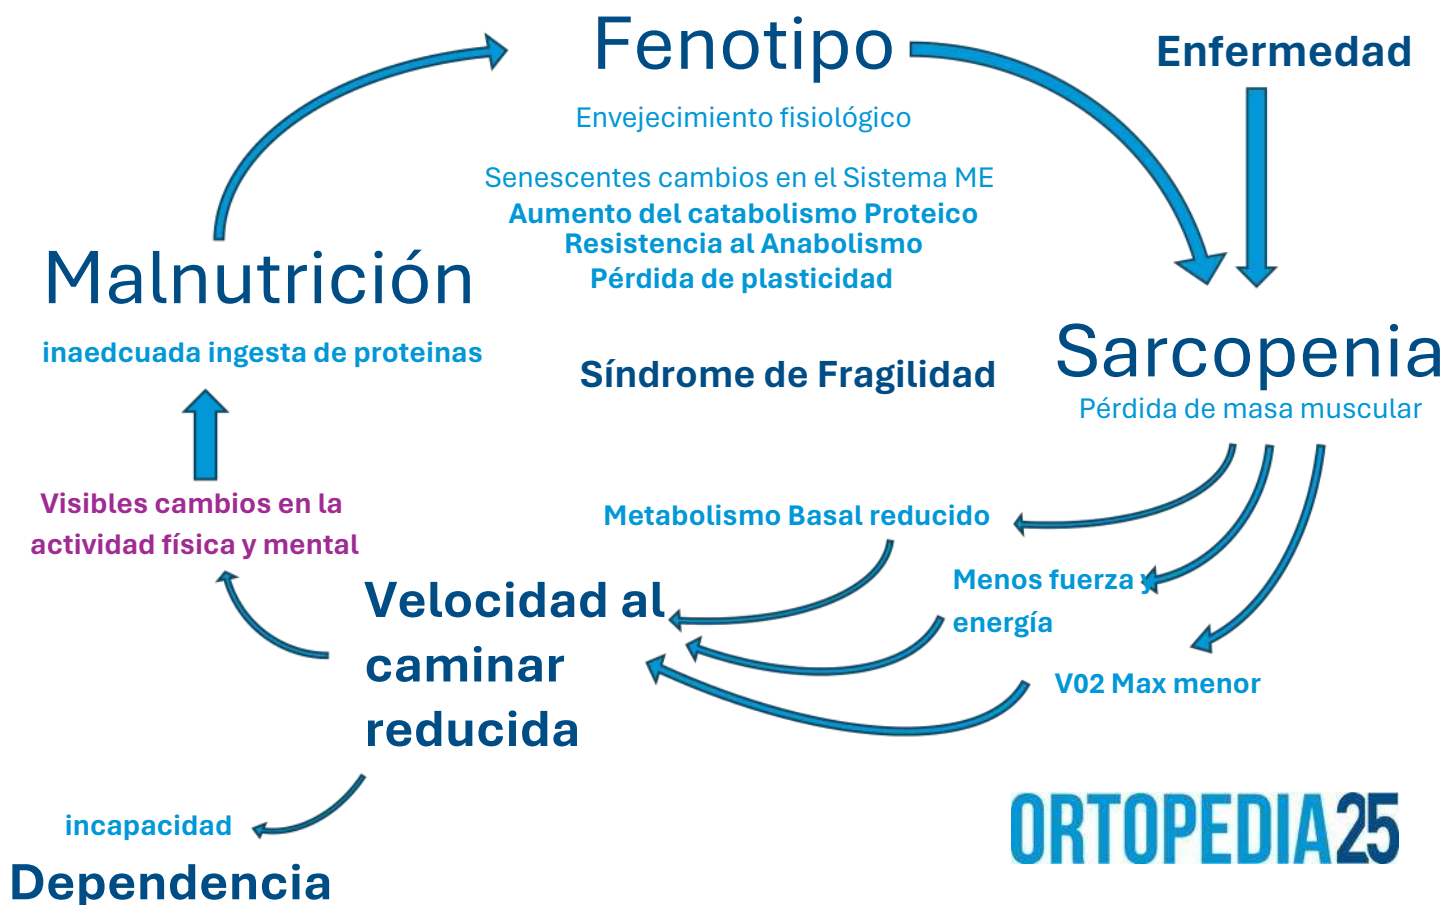 Fenotipo
Enfermedad
Envejecimiento fisiológico
Senescentes cambios en el Sistema ME
Aumento del catabolismo Proteico
Resistencia al Anabolismo
Pérdida de plasticidad
Malnutrición
inaedcuada ingesta de proteinas
Síndrome de Fragilidad
Sarcopenia
Pérdida de masa muscular
Visibles cambios en la
actividad física y mental
Metabolismo Basal reducido
Menos fuerza y
energía
V02 Max menor
Velocidad al
caminar
reducida
incapacidad
Dependencia
ORTOPEDIA25